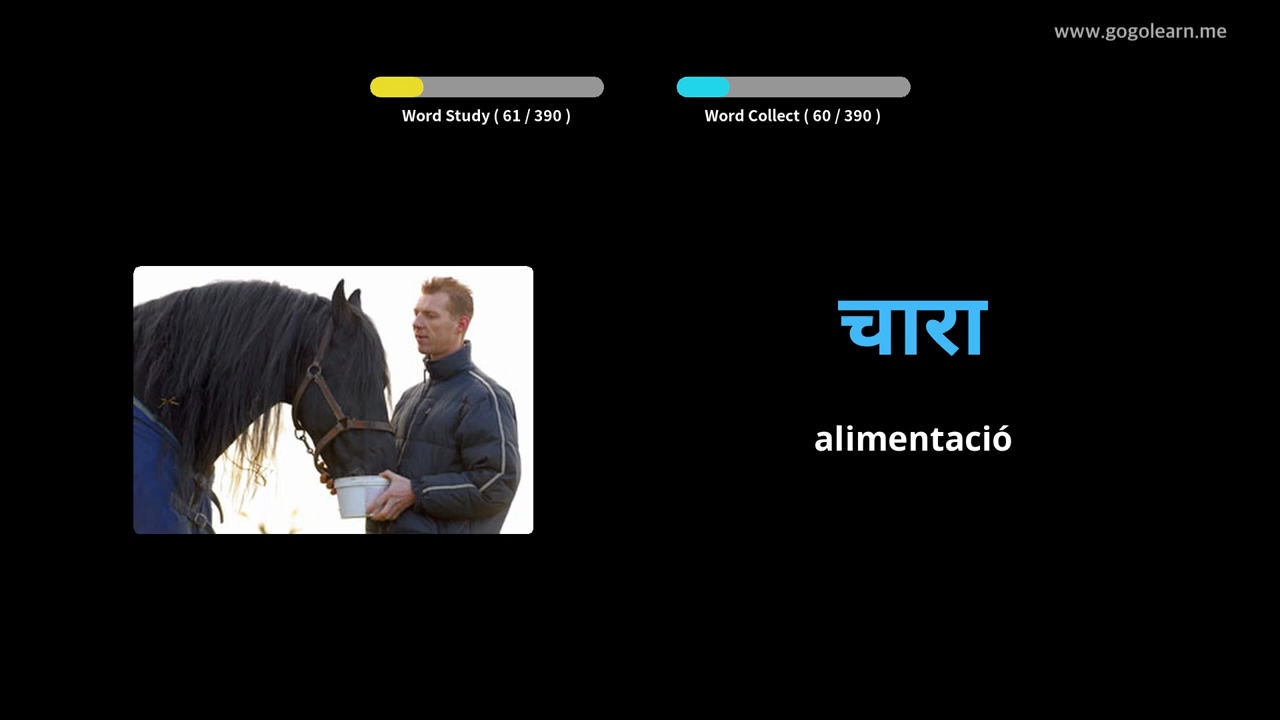 www.gogolearn.me
Word Study ( 61 / 390 )
Word Collect ( 60 / 390 )
चारा
alimentació